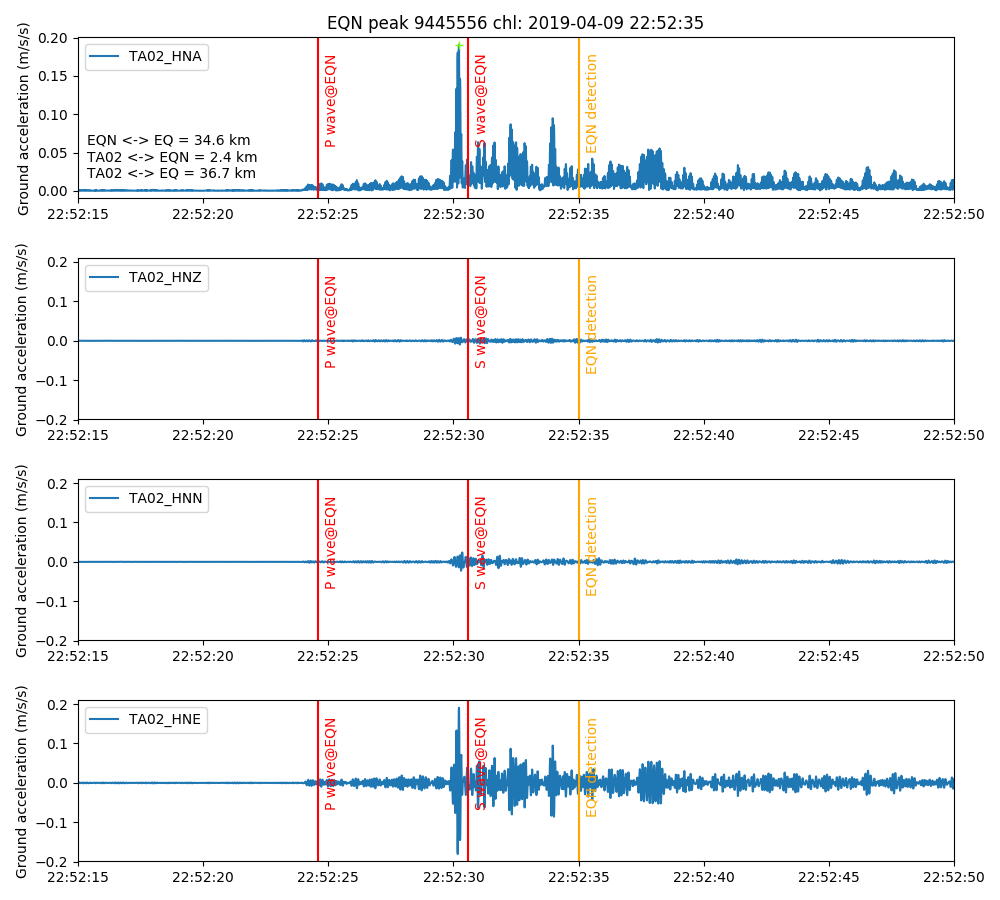 EQN peak 9445556 chl: 2019-04-09 22:52:35
Ground acceleration (m/s/s)
0.20
0.15
0.10
0.05
0.00
TA02_HNA
P wave@EQN
S wave@EQN
EQN detection
EQN <-> EQ = 34.6 km
TA02 <-> EQN = 2.4 km
TA02 <-> EQ = 36.7 km
22:52:15 22:52:20 22:52:25 22:52:30 22:52:35 22:52:40 22:52:45 22:52:50
Ground acceleration (m/s/s)
0.2
0.1
0.0
−0.1
−0.2
TA02_HNZ
P wave@EQN
S wave@EQN
EQN detection
22:52:15 22:52:20 22:52:25 22:52:30 22:52:35 22:52:40 22:52:45 22:52:50
Ground acceleration (m/s/s)
0.2
0.1
0.0
−0.1
−0.2
TA02_HNN
P wave@EQN
S wave@EQN
EQN detection
22:52:15 22:52:20 22:52:25 22:52:30 22:52:35 22:52:40 22:52:45 22:52:50
Ground acceleration (m/s/s)
0.2
0.1
0.0
−0.1
−0.2
TA02_HNE
P wave@EQN
S wave@EQN
EQN detection
22:52:15 22:52:20 22:52:25 22:52:30 22:52:35 22:52:40 22:52:45 22:52:50